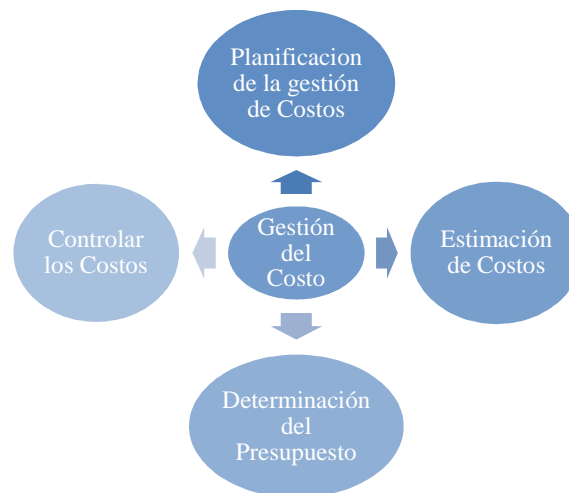 Planificacion
de la gestión
de Costos
Controlar
los Costos
Gestión
del
Costo
Estimación
de Costos
Determinación
del
Presupuesto